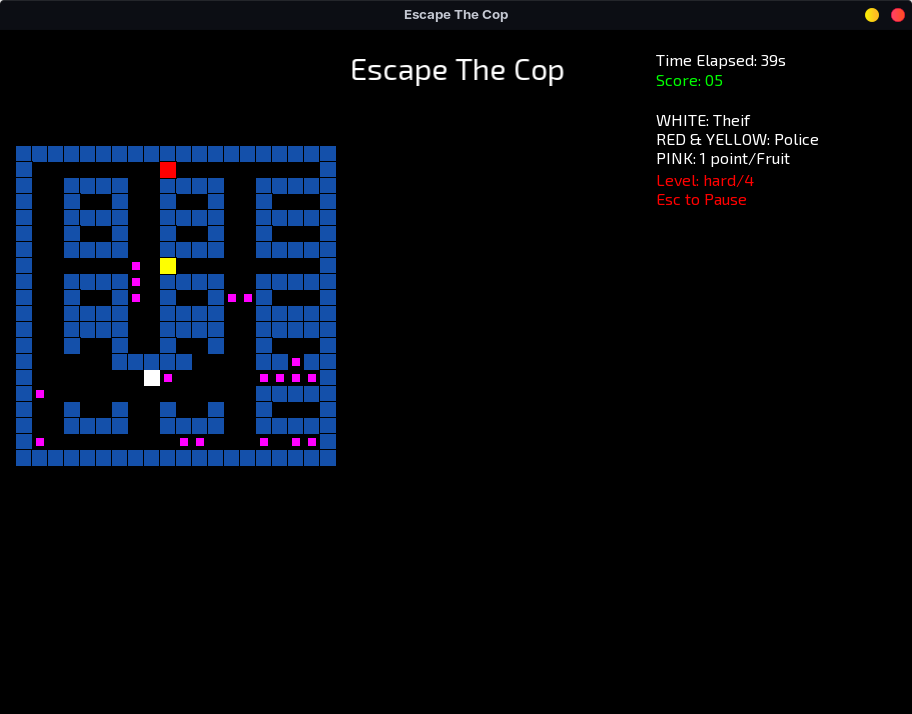 Escape The Cop
Escape The Cop
Time Elapsed: 39s
Score: 05
WHITE: Theif
RED & YELLOW: Police
PINK: 1 point/Fruit
Level: hard/4
Esc to Pause